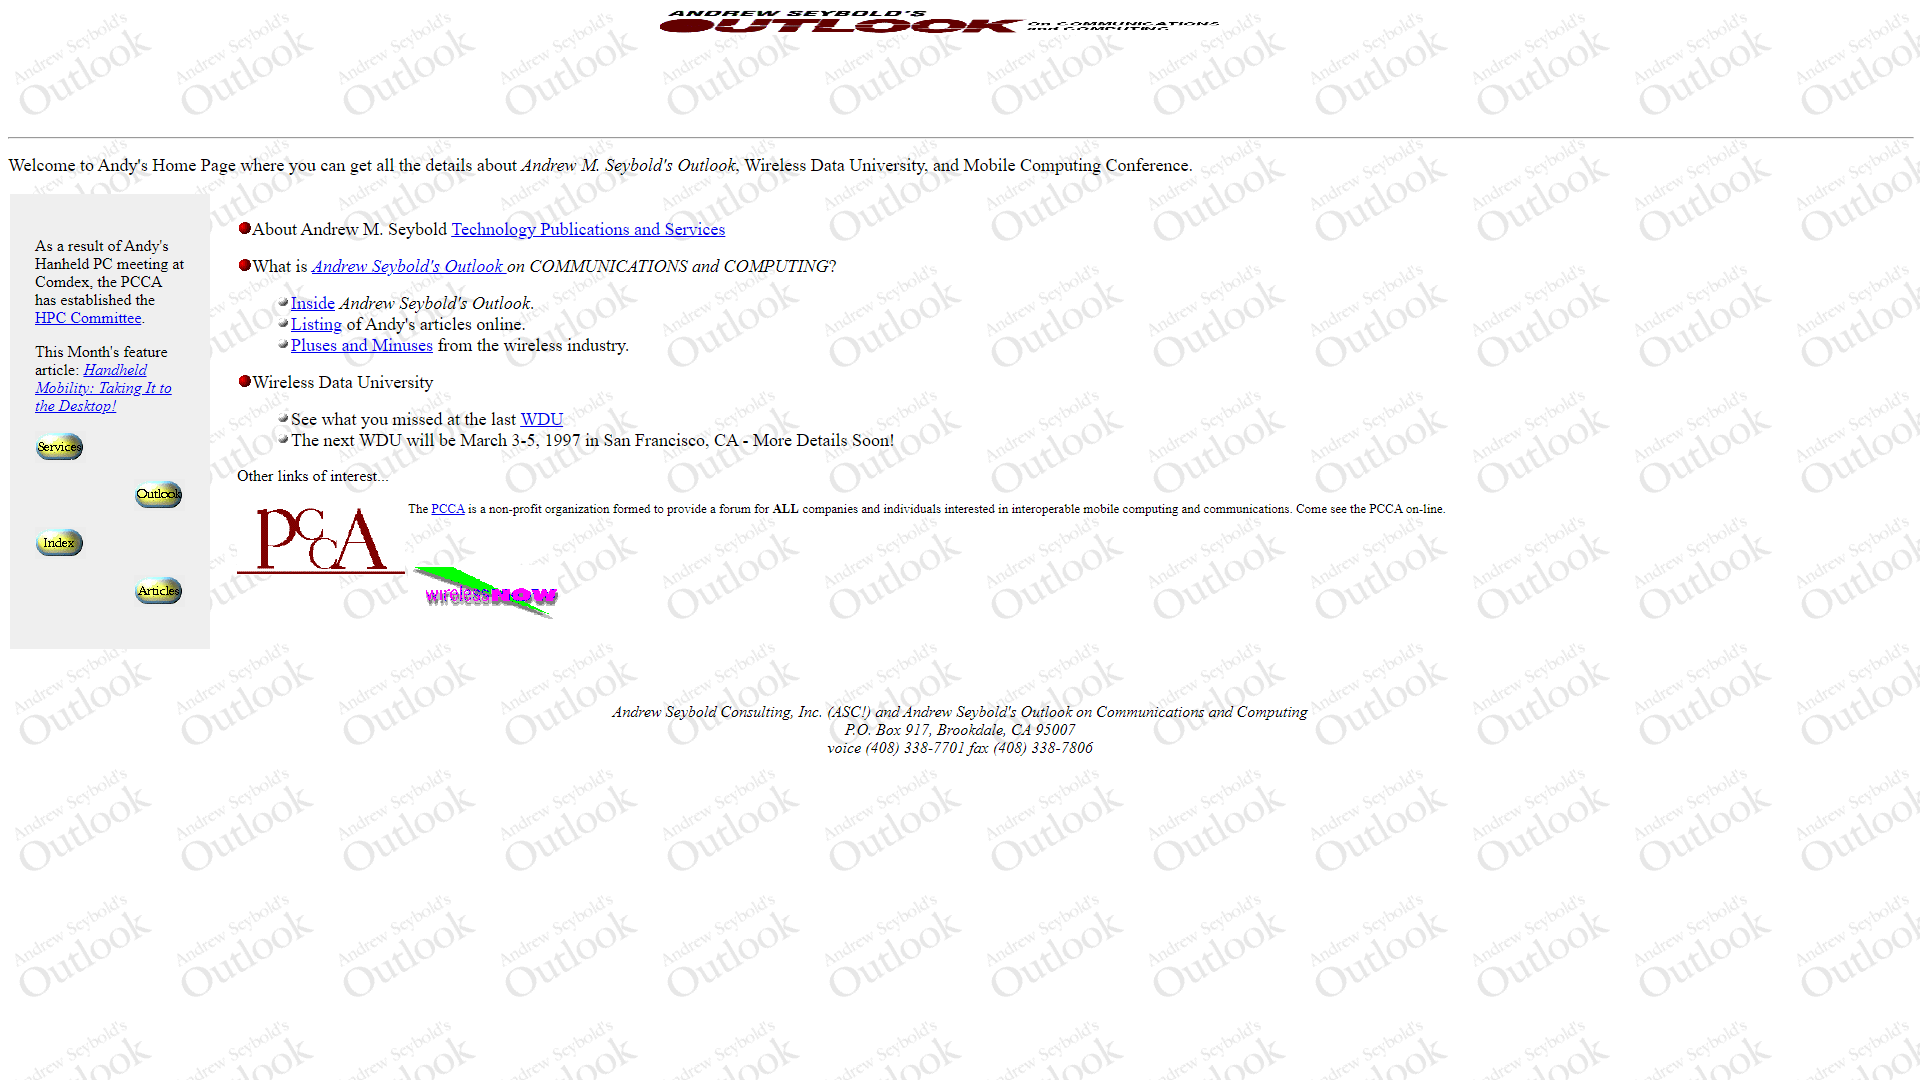 ANDREW SEYBOLD'S
OUTLOOK on COMMUNICATIONS
and COMPUTING
Welcome to Andy's Home Page where you can get all the details about Andrew M. Seybold's Outlook, Wireless Data University, and Mobile Computing Conference.
As a result of Andy's
Hanheld PC meeting at
Comdex, the PCCA
has established the
HPC Committee.
This Month's feature
article: Handheld
Mobility: Taking It to
the Desktop!
Services
Outlook
Index
Articles
About Andrew M. Seybold Technology Publications and Services
What is Andrew Seybold's Outlook on COMMUNICATIONS and COMPUTING?
Inside Andrew Seybold's Outlook.
Listing of Andy's articles online.
Pluses and Minuses from the wireless industry.
Wireless Data University
See what you missed at the last WDU
The next WDU will be March 3-5, 1997 in San Francisco, CA - More Details Soon!
Other links of interest...
PCCA
The PCCA is a non-profit organization formed to provide a forum for ALL companies and individuals interested in interoperable mobile computing and communications. Come see the PCCA on-line.
wireless NOW
Andrew Seybold Consulting, Inc. (ASC!) and Andrew Seybold's Outlook on Communications and Computing
P.O. Box 917, Brookdale, CA 95007
voice (408) 338-7701 fax (408) 338-7806
Andrew Seybold's
Outlook